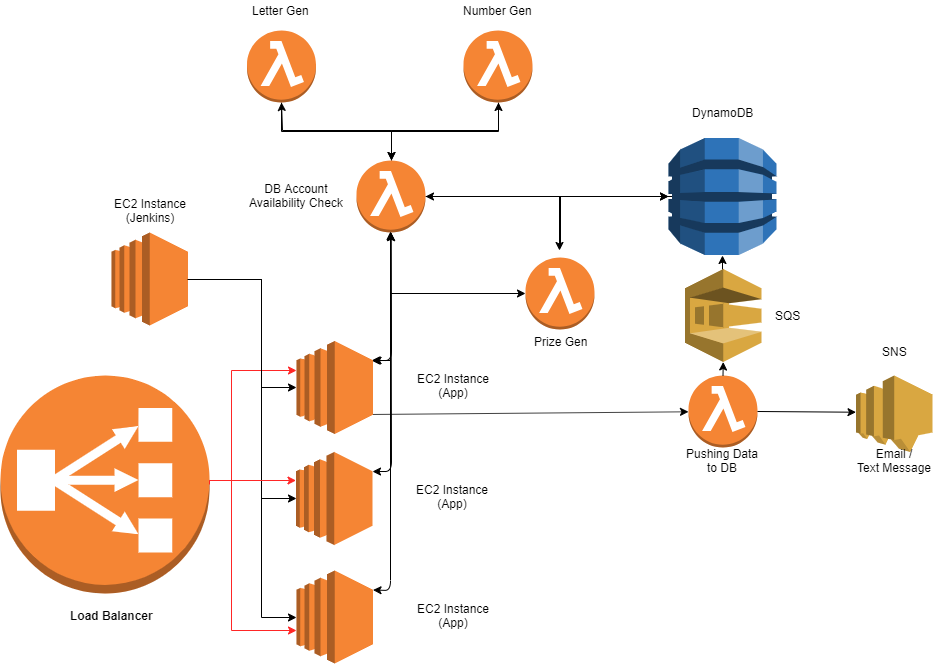 Letter Gen
Number Gen
DynamoDB
DB Account
Availability Check
EC2 Instance
(Jenkins)
SQS
Prize Gen
SNS
EC2 Instance
(App)
Pushing Data
to DB
Email /
Text Message
EC2 Instance
(App)
Load Balancer
EC2 Instance
(App)